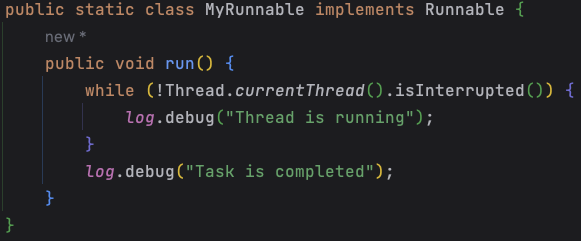 public static class MyRunnable implements Runnable {
new *
public void run() {
while (!Thread.currentThread().isInterrupted()) {
log.debug("Thread is running");
}
log.debug("Task is completed");
}
}